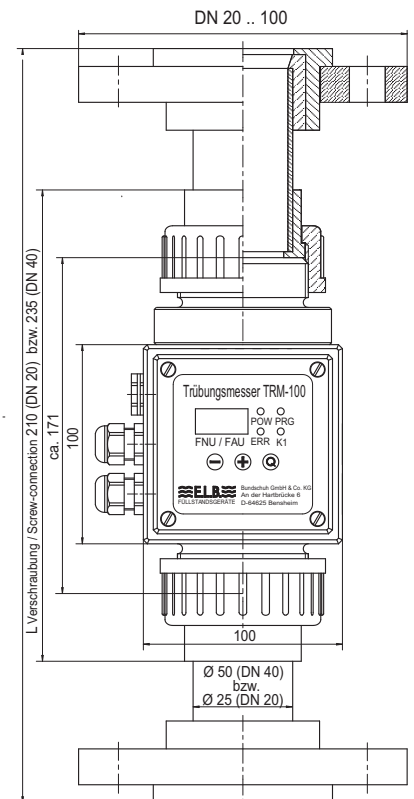 DN 20 .. 100
L Verschraubung / Screw-connection 210 (DN 20) bzw. 235 (DN 40)
ca. 171
100
Trübungsmesser TRM-100
POW PRG
FNU / FAU ERR K1
− + Q
E.L.B.
FÜLLSTANDSGERÄTE
Bundschuh GmbH & Co. KG
An der Hartbrücke 6
D-64625 Bensheim
100
Ø 50 (DN 40)
bzw.
Ø 25 (DN 20)